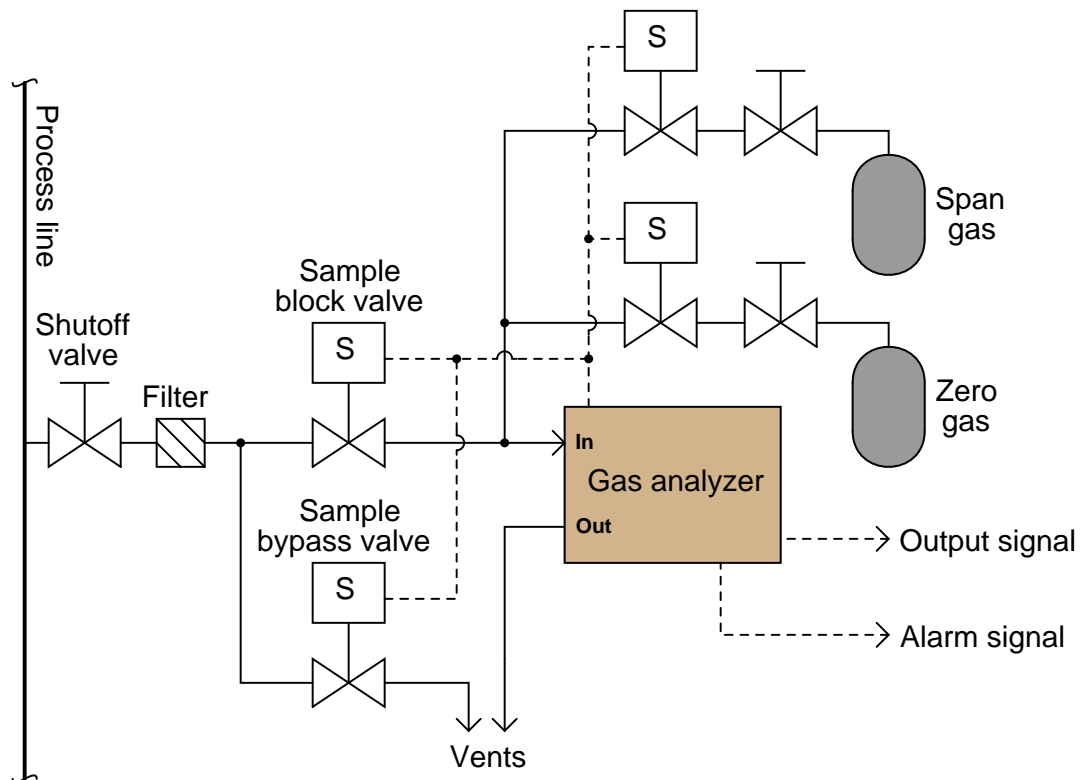 S
Span
gas
Process line
S
Sample
block valve
Shutoff
valve
S
Filter
Zero
gas
In
Gas analyzer
Out
Sample
bypass valve
Output signal
S
Alarm signal
Vents